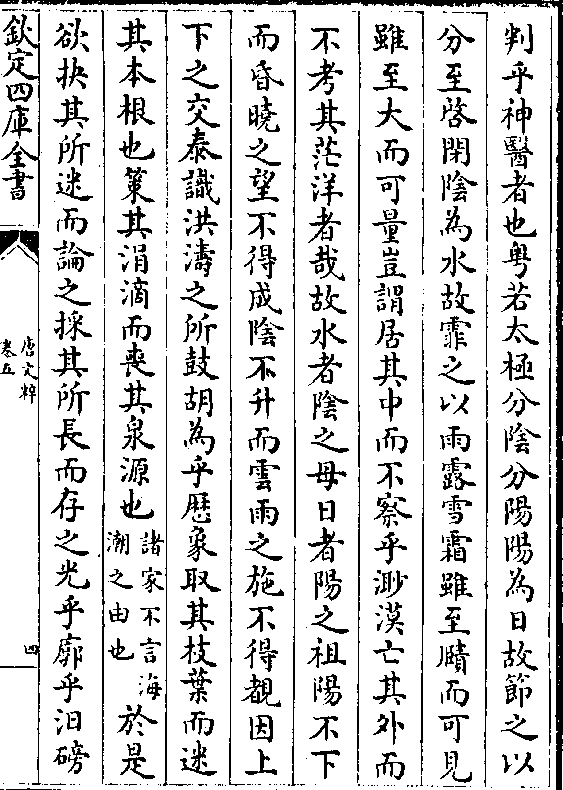 判乎神醫者也粤若太極分陰分陽陽為日故節之以
分至啓閉陰為水故霏之以雨露雪霜雖至賾而可見
雖至大而可量豈謂居其中而不察乎渺漠亡其外而
不考其茫洋者哉故水者陰之母日者陽之祖陽不下
而昏曉之望不得成陰不升而雲雨之施不得覩因上
下之交泰識洪濤之所鼓胡為乎歴象取其枝葉而迷
其本根也策其涓滴而喪其泉源也諸家不言海潮之由也於是
欲抉其所迷而論之採其所長而存之光乎廓乎汩磅
欽定四庫全書
唐文粹
卷五
四